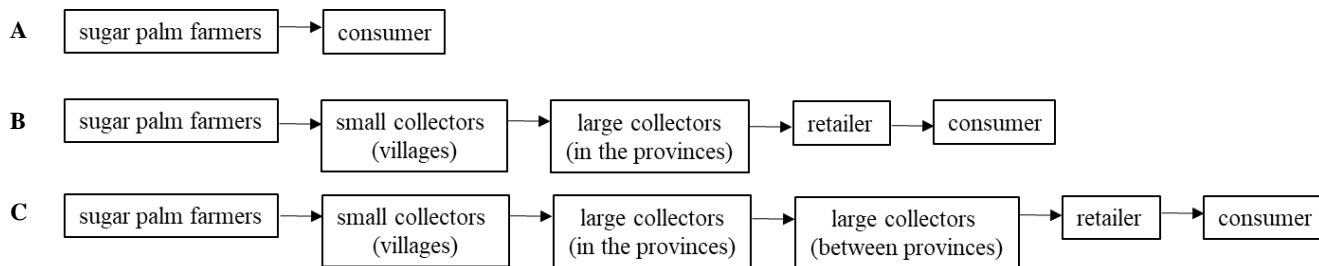 A sugar palm farmers consumer
B sugar palm farmers small collectors (villages) large collectors (in the provinces) retailer consumer
C sugar palm farmers small collectors (villages) large collectors (in the provinces) large collectors (between provinces) retailer consumer